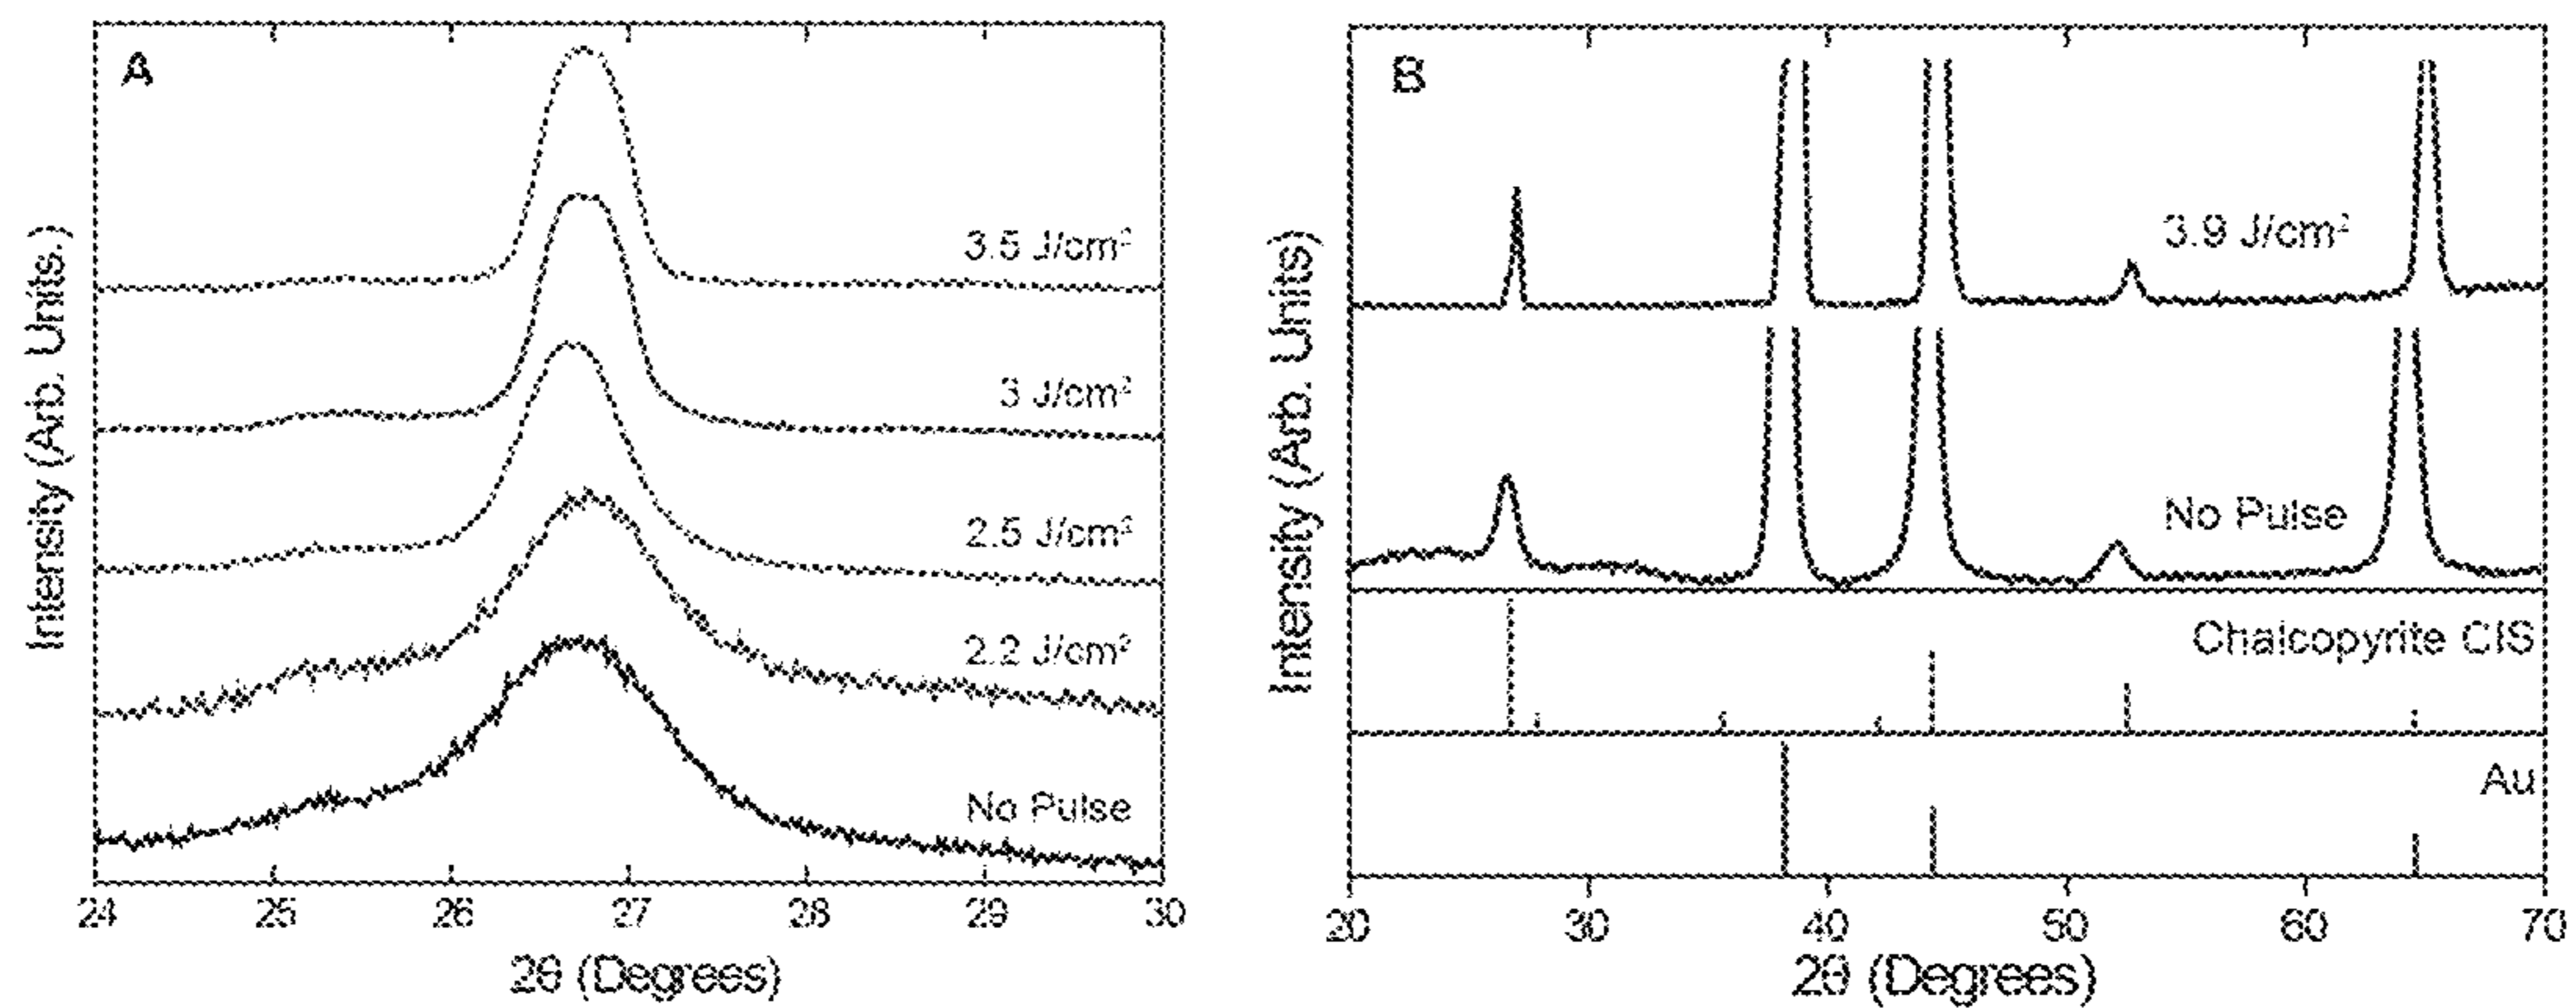 A
Intensity (Arb. Units.)
3.5 J/cm²
3 J/cm²
2.5 J/cm²
2.2 J/cm²
No Pulse
24 25 26 27 28 29 30
2θ (Degrees)
B
Intensity (Arb. Units)
3.9 J/cm²
No Pulse
Chalcopyrite CIS
Au
20 30 40 50 60 70
2θ (Degrees)